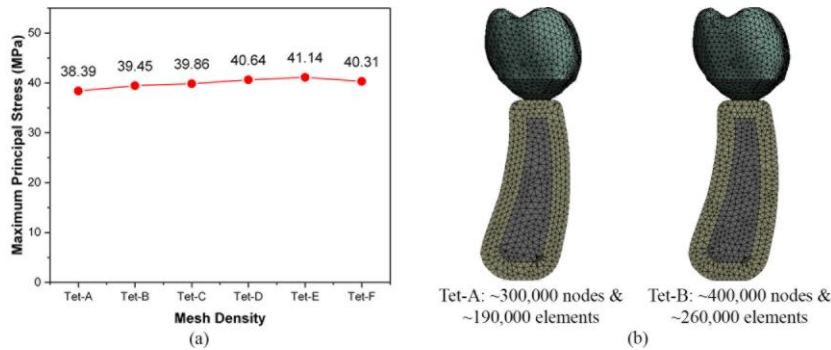 Maximum Principal Stress (MPa)
50
40
30
20
10
0
38.39
39.45
39.86
40.64
41.14
40.31
Tet-A
Tet-B
Tet-C
Tet-D
Tet-E
Tet-F
Mesh Density
(a)
Tet-A: ~300,000 nodes &
~190,000 elements
Tet-B: ~400,000 nodes &
~260,000 elements
(b)